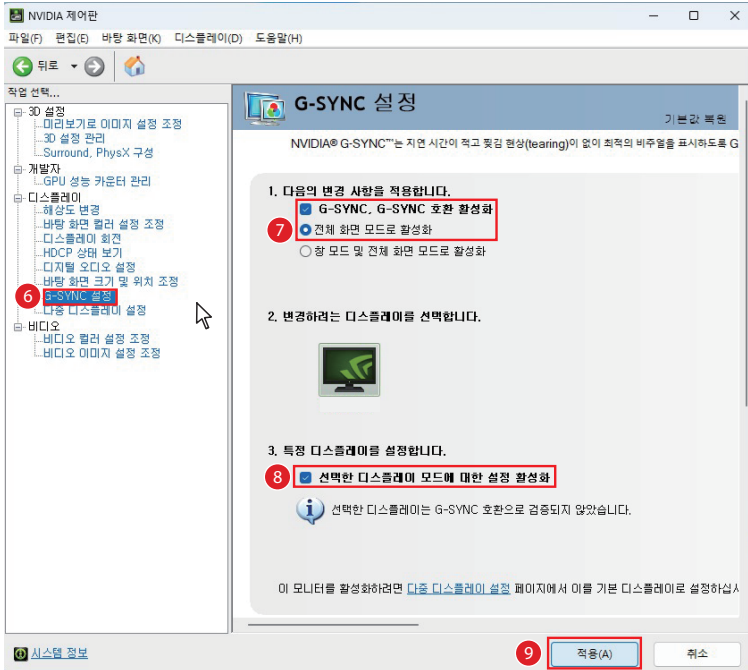 NVIDIA 제어판
파일(F) 편집(E) 바탕 화면(K) 디스플레이(D) 도움말(H)
뒤로
작업 선택...
3D 설정
미리보기로 이미지 설정 조정
3D 설정 관리
Surround, PhysX 구성
개발자
GPU 성능 카운터 관리
디스플레이
해상도 변경
바탕 화면 컬러 설정 조정
디스플레이 회전
HDCP 상태 보기
디지털 오디오 설정
바탕 화면 크기 및 위치 조정
6 G-SYNC 설정
다중 디스플레이 설정
비디오
비디오 컬러 설정 조정
비디오 이미지 설정 조정
시스템 정보
G-SYNC 설정
기본값 복원
NVIDIA® G-SYNC™는 지연 시간이 적고 찢김 현상(tearing)이 없이 최적의 비주얼을 표시하도록 G
1. 다음의 변경 사항을 적용합니다.
G-SYNC, G-SYNC 호환 활성화
7 전체 화면 모드로 활성화
창 모드 및 전체 화면 모드로 활성화
2. 변경하려는 디스플레이를 선택합니다.
3. 특정 디스플레이를 설정합니다.
8 선택한 디스플레이 모드에 대한 설정 활성화
선택한 디스플레이는 G-SYNC 호환으로 검증되지 않았습니다.
이 모니터를 활성화하려면 다중 디스플레이 설정 페이지에서 이를 기본 디스플레이로 설정하십시
9 적용(A) 취소